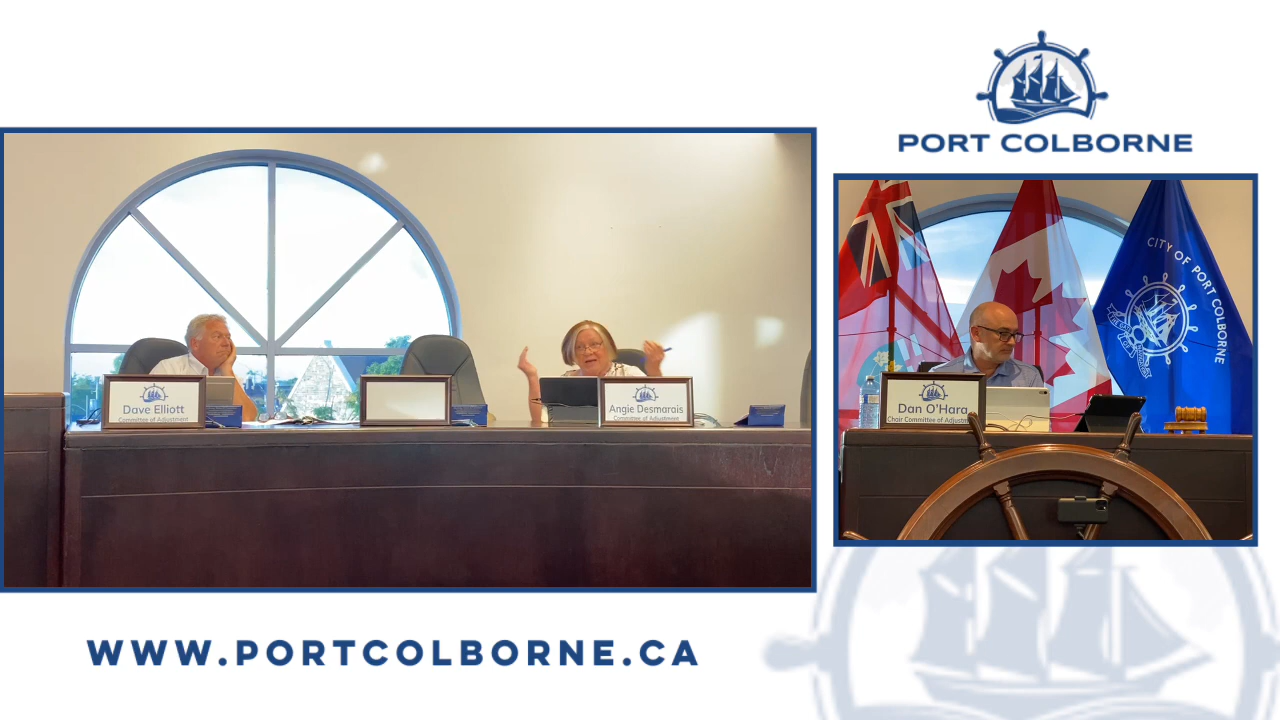 PORT COLBORNE
CITY OF PORT COLBORNE
Dave Elliott
Committee of Adjustment
Angie Desmarais
Committee of Adjustment
Dan O'Hara
Chair Committee of Adjustm
WWW.PORTCOLBORNE.CA